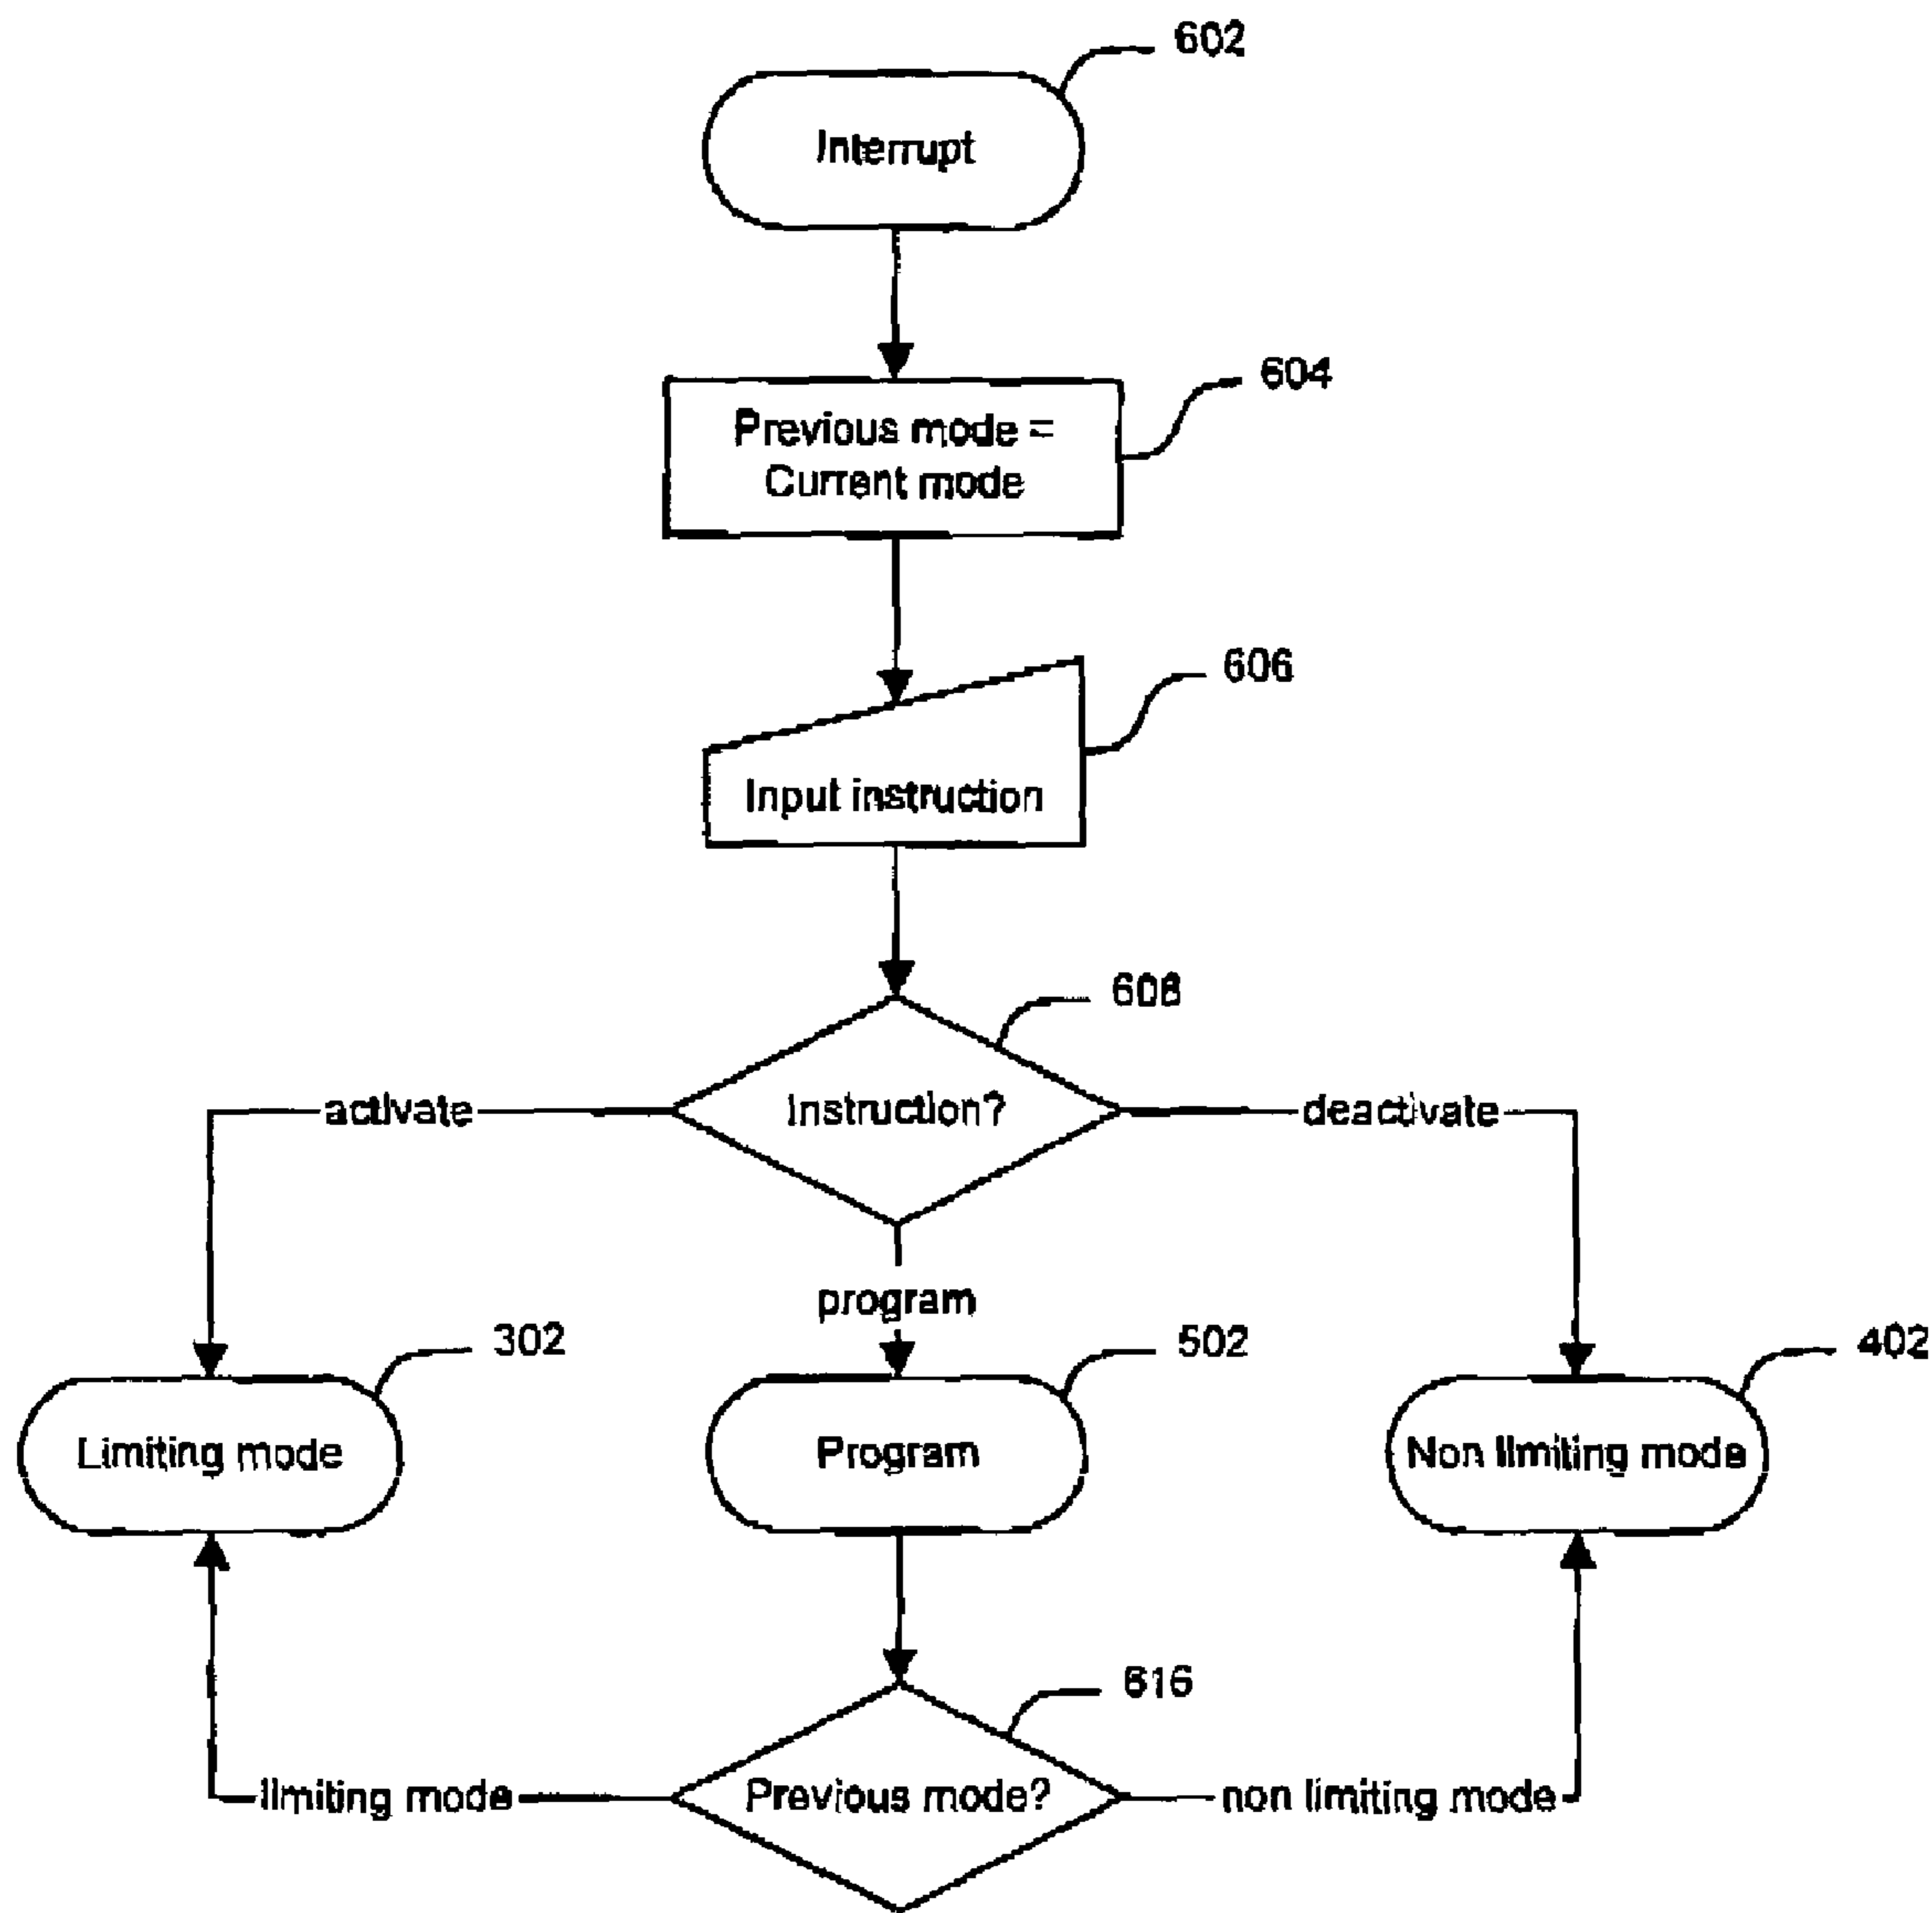 602
Interrupt
604
Previous mode =
Current mode
606
Input instruction
608
Instruction?
activate
deactivate
program
302
502
402
Limiting mode
Program
Non limiting mode
616
Previous mode?
limiting mode
non limiting mode